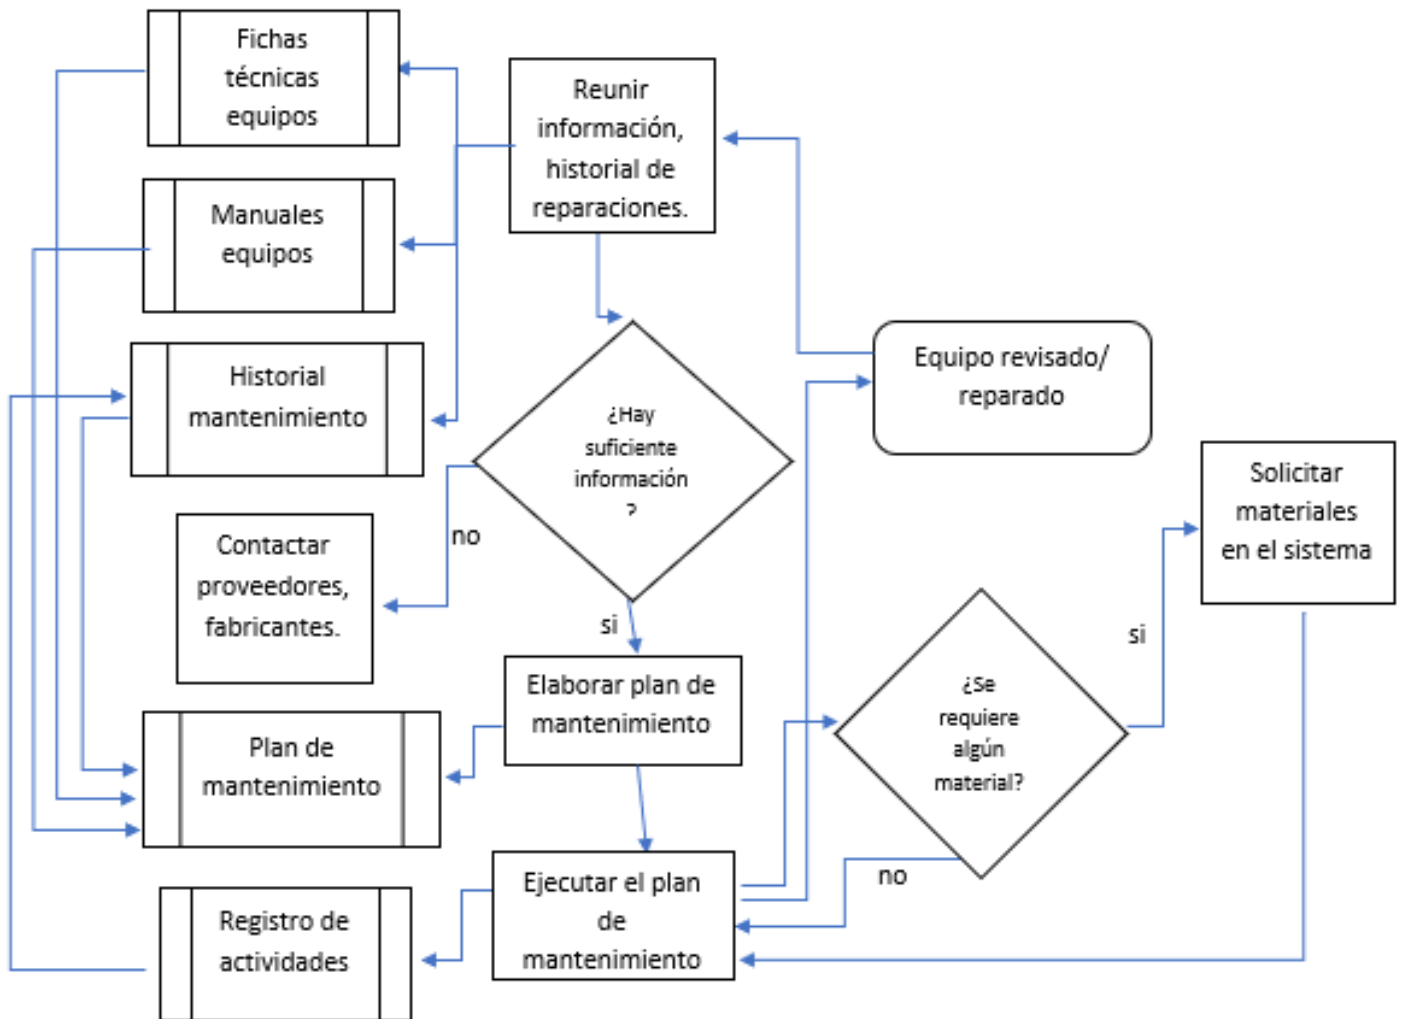 Fichas
técnicas
equipos
Reunir
información,
historial de
reparaciones.
Manuales
equipos
Historial
mantenimiento
¿Hay
suficiente
información
?
Equipo revisado/
reparado
Solicitar
materiales
en el sistema
no
Contactar
proveedores,
fabricantes.
si
si
Elaborar plan de
mantenimiento
¿Se
requiere
algún
material?
Plan de
mantenimiento
no
Ejecutar el plan
de
mantenimiento
Registro de
actividades